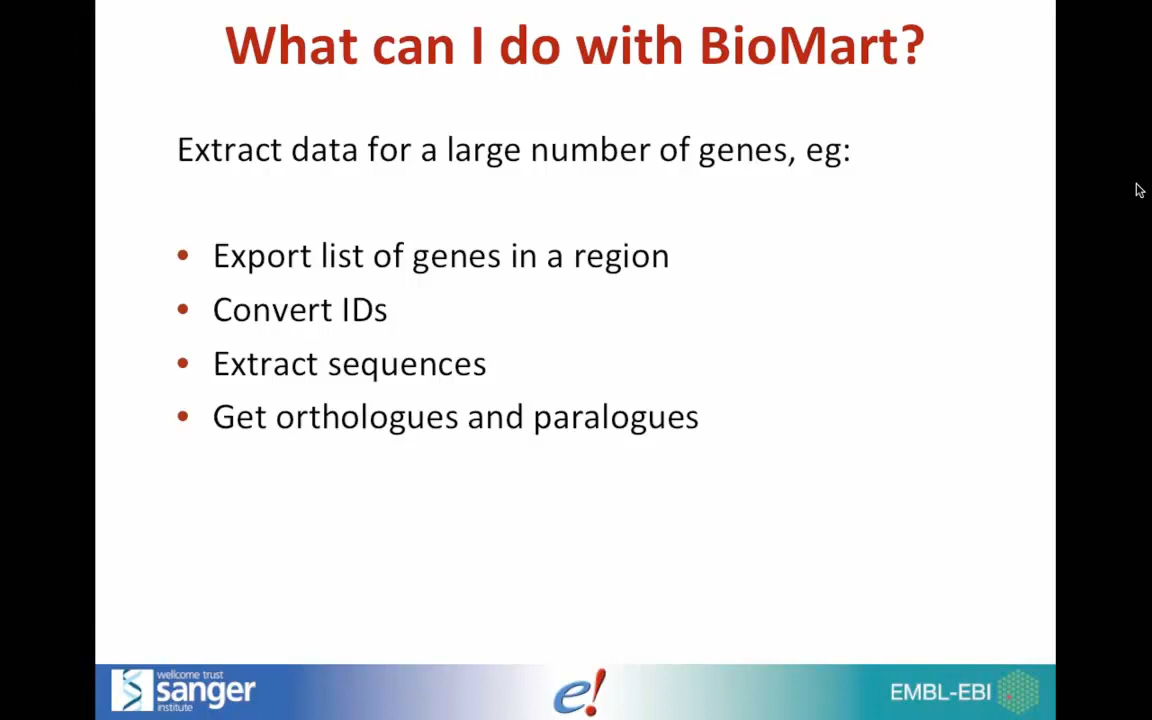 What can I do with BioMart?
Extract data for a large number of genes, eg:
• Export list of genes in a region
• Convert IDs
• Extract sequences
• Get orthologues and paralogues
wellcome trust
sanger
institute
e!
EMBL-EBI